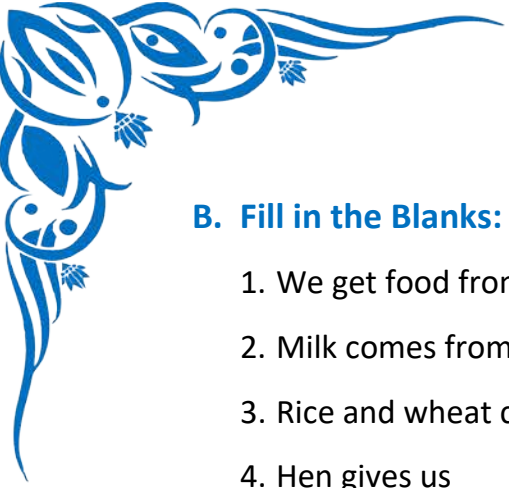 B. Fill in the Blanks:
1. We get food
2. Milk comes from
3. Rice and wheat
4. Hen gives us